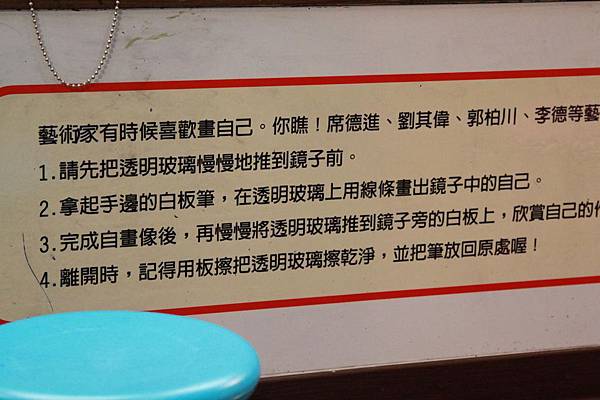 藝術家有時候喜歡畫自己。你瞧！席德進、劉其偉、郭柏川、李德等藝
1.請先把透明玻璃慢慢地推到鏡子前。
2.拿起手邊的白板筆，在透明玻璃上用線條畫出鏡子中的自己。
3.完成自畫像後，再慢慢將透明玻璃推到鏡子旁的白板上，欣賞自己的作
4.離開時，記得用板擦把透明玻璃擦乾淨，並把筆放回原處喔！